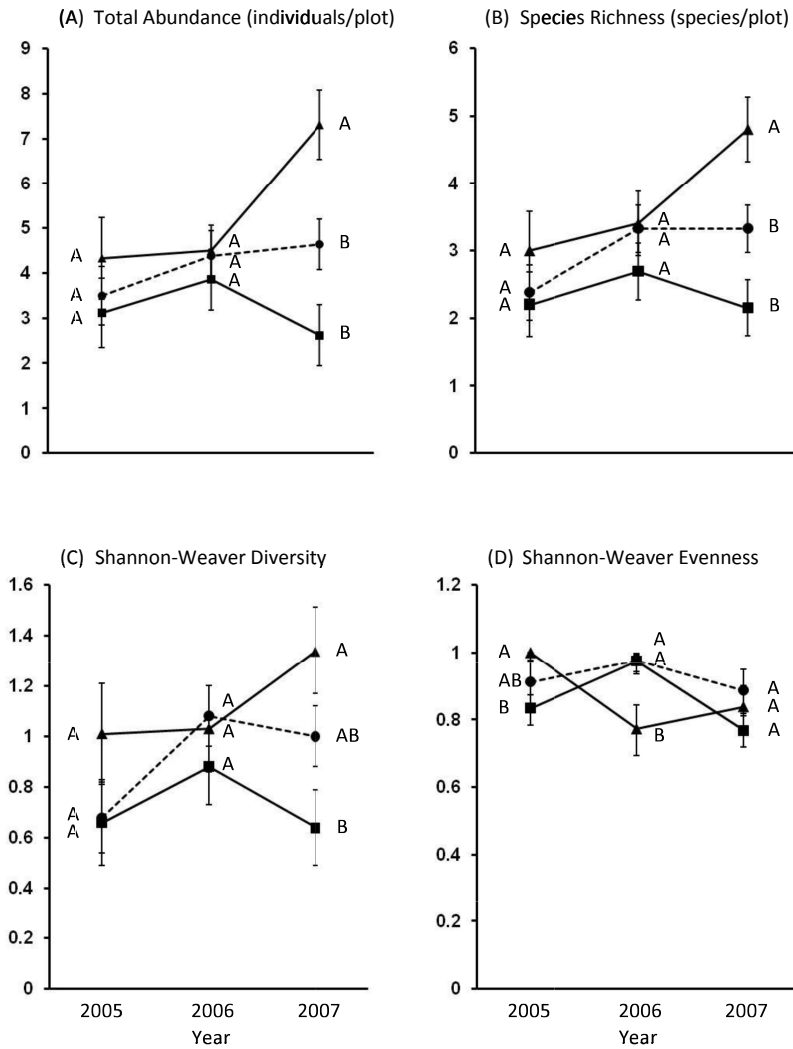 (A) Total Abundance (individuals/plot)
9
8
7
6
5
4
3
2
1
0
A
A
A
A
A
A
A
B
B
(B) Species Richness (species/plot)
6
5
4
3
2
1
0
A
A
A
A
A
A
A
B
B
(C) Shannon-Weaver Diversity
1.6
1.4
1.2
1
0.8
0.6
0.4
0.2
0
A
A
A
A
A
A
A
AB
B
2005 2006 2007
Year
(D) Shannon-Weaver Evenness
1.2
1
0.8
0.6
0.4
0.2
0
A
AB
B
A
A
B
A
A
A
2005 2006 2007
Year